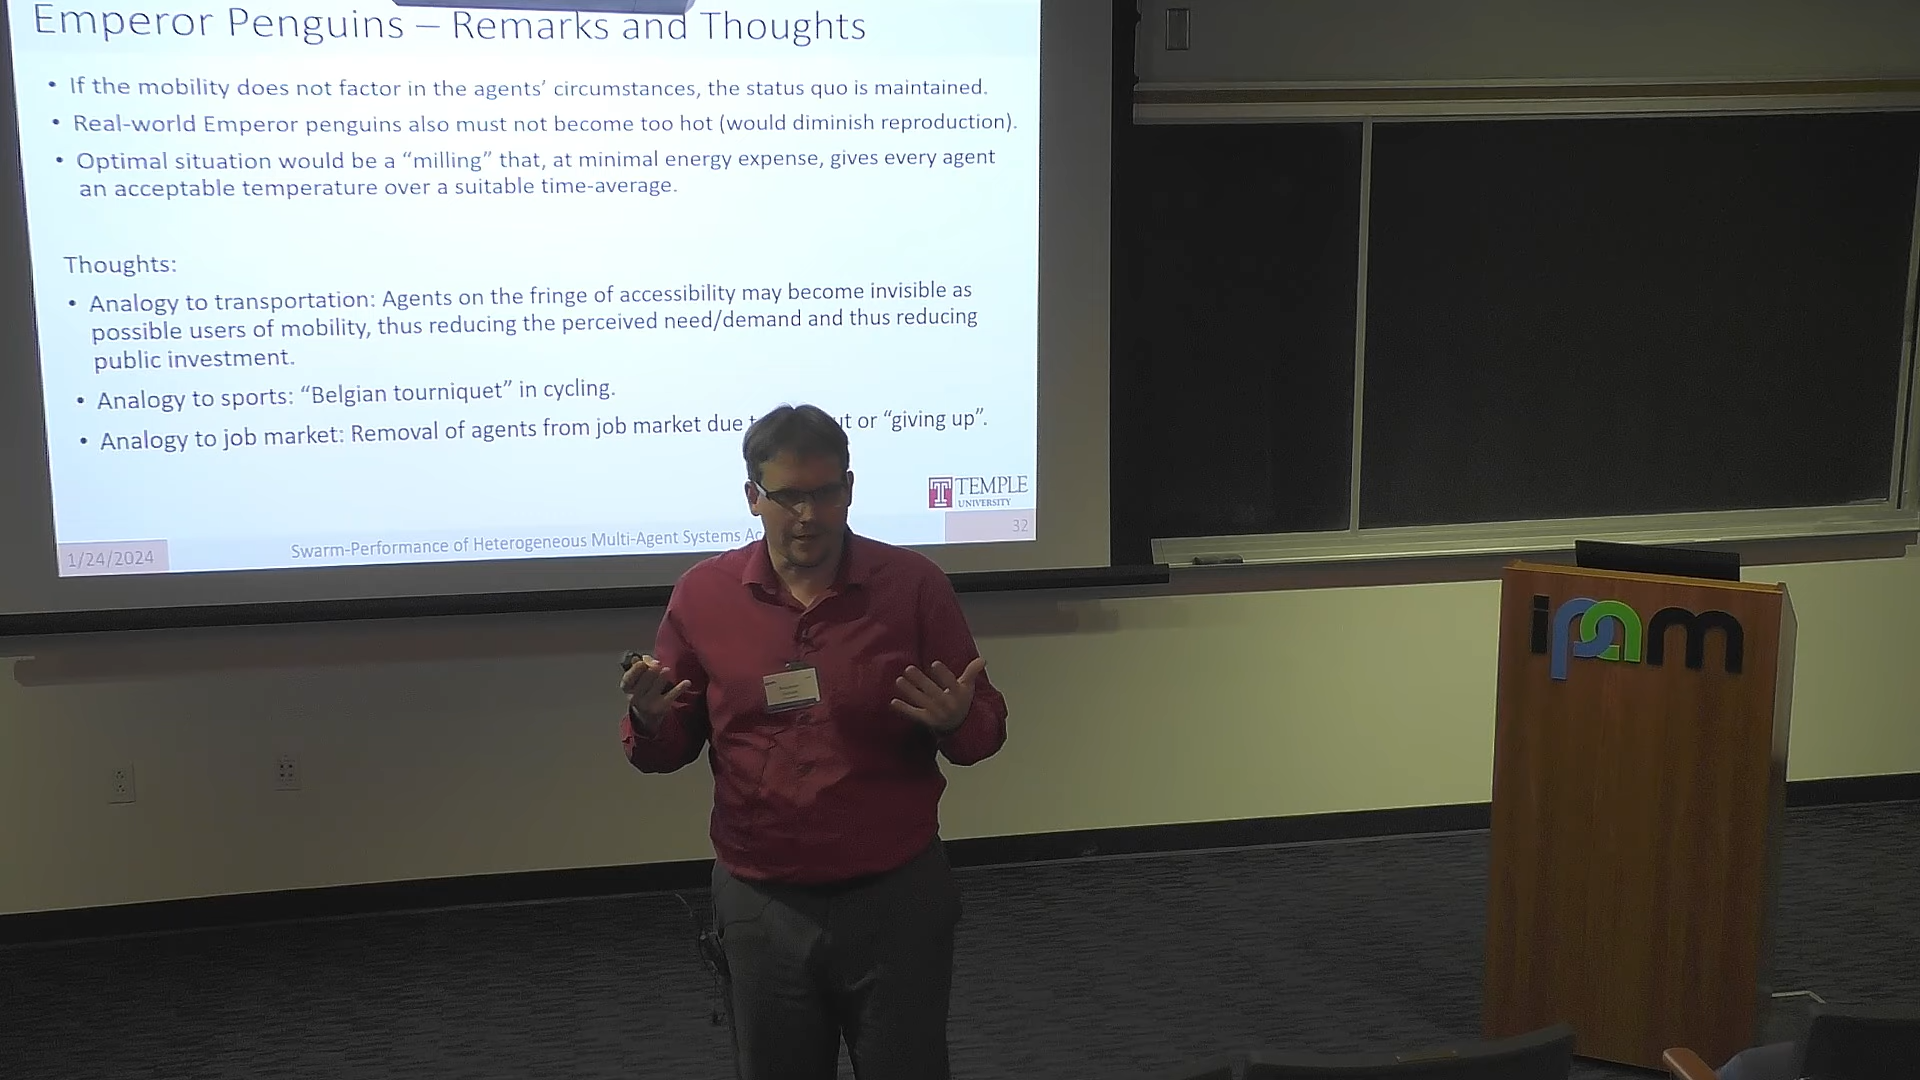 Emperor Penguins – Remarks and Thoughts
• If the mobility does not factor in the agents’ circumstances, the status quo is maintained.
• Real-world Emperor penguins also must not become too hot (would diminish reproduction).
• Optimal situation would be a “milling” that, at minimal energy expense, gives every agent
an acceptable temperature over a suitable time-average.
Thoughts:
• Analogy to transportation: Agents on the fringe of accessibility may become invisible as
possible users of mobility, thus reducing the perceived need/demand and thus reducing
public investment.
• Analogy to sports: “Belgian tourniquet” in cycling.
• Analogy to job market: Removal of agents from job market due or “giving up”.
TEMPLE
UNIVERSITY
1/24/2024
Swarm-Performance of Heterogeneous Multi-Agent Systems
32
ipam